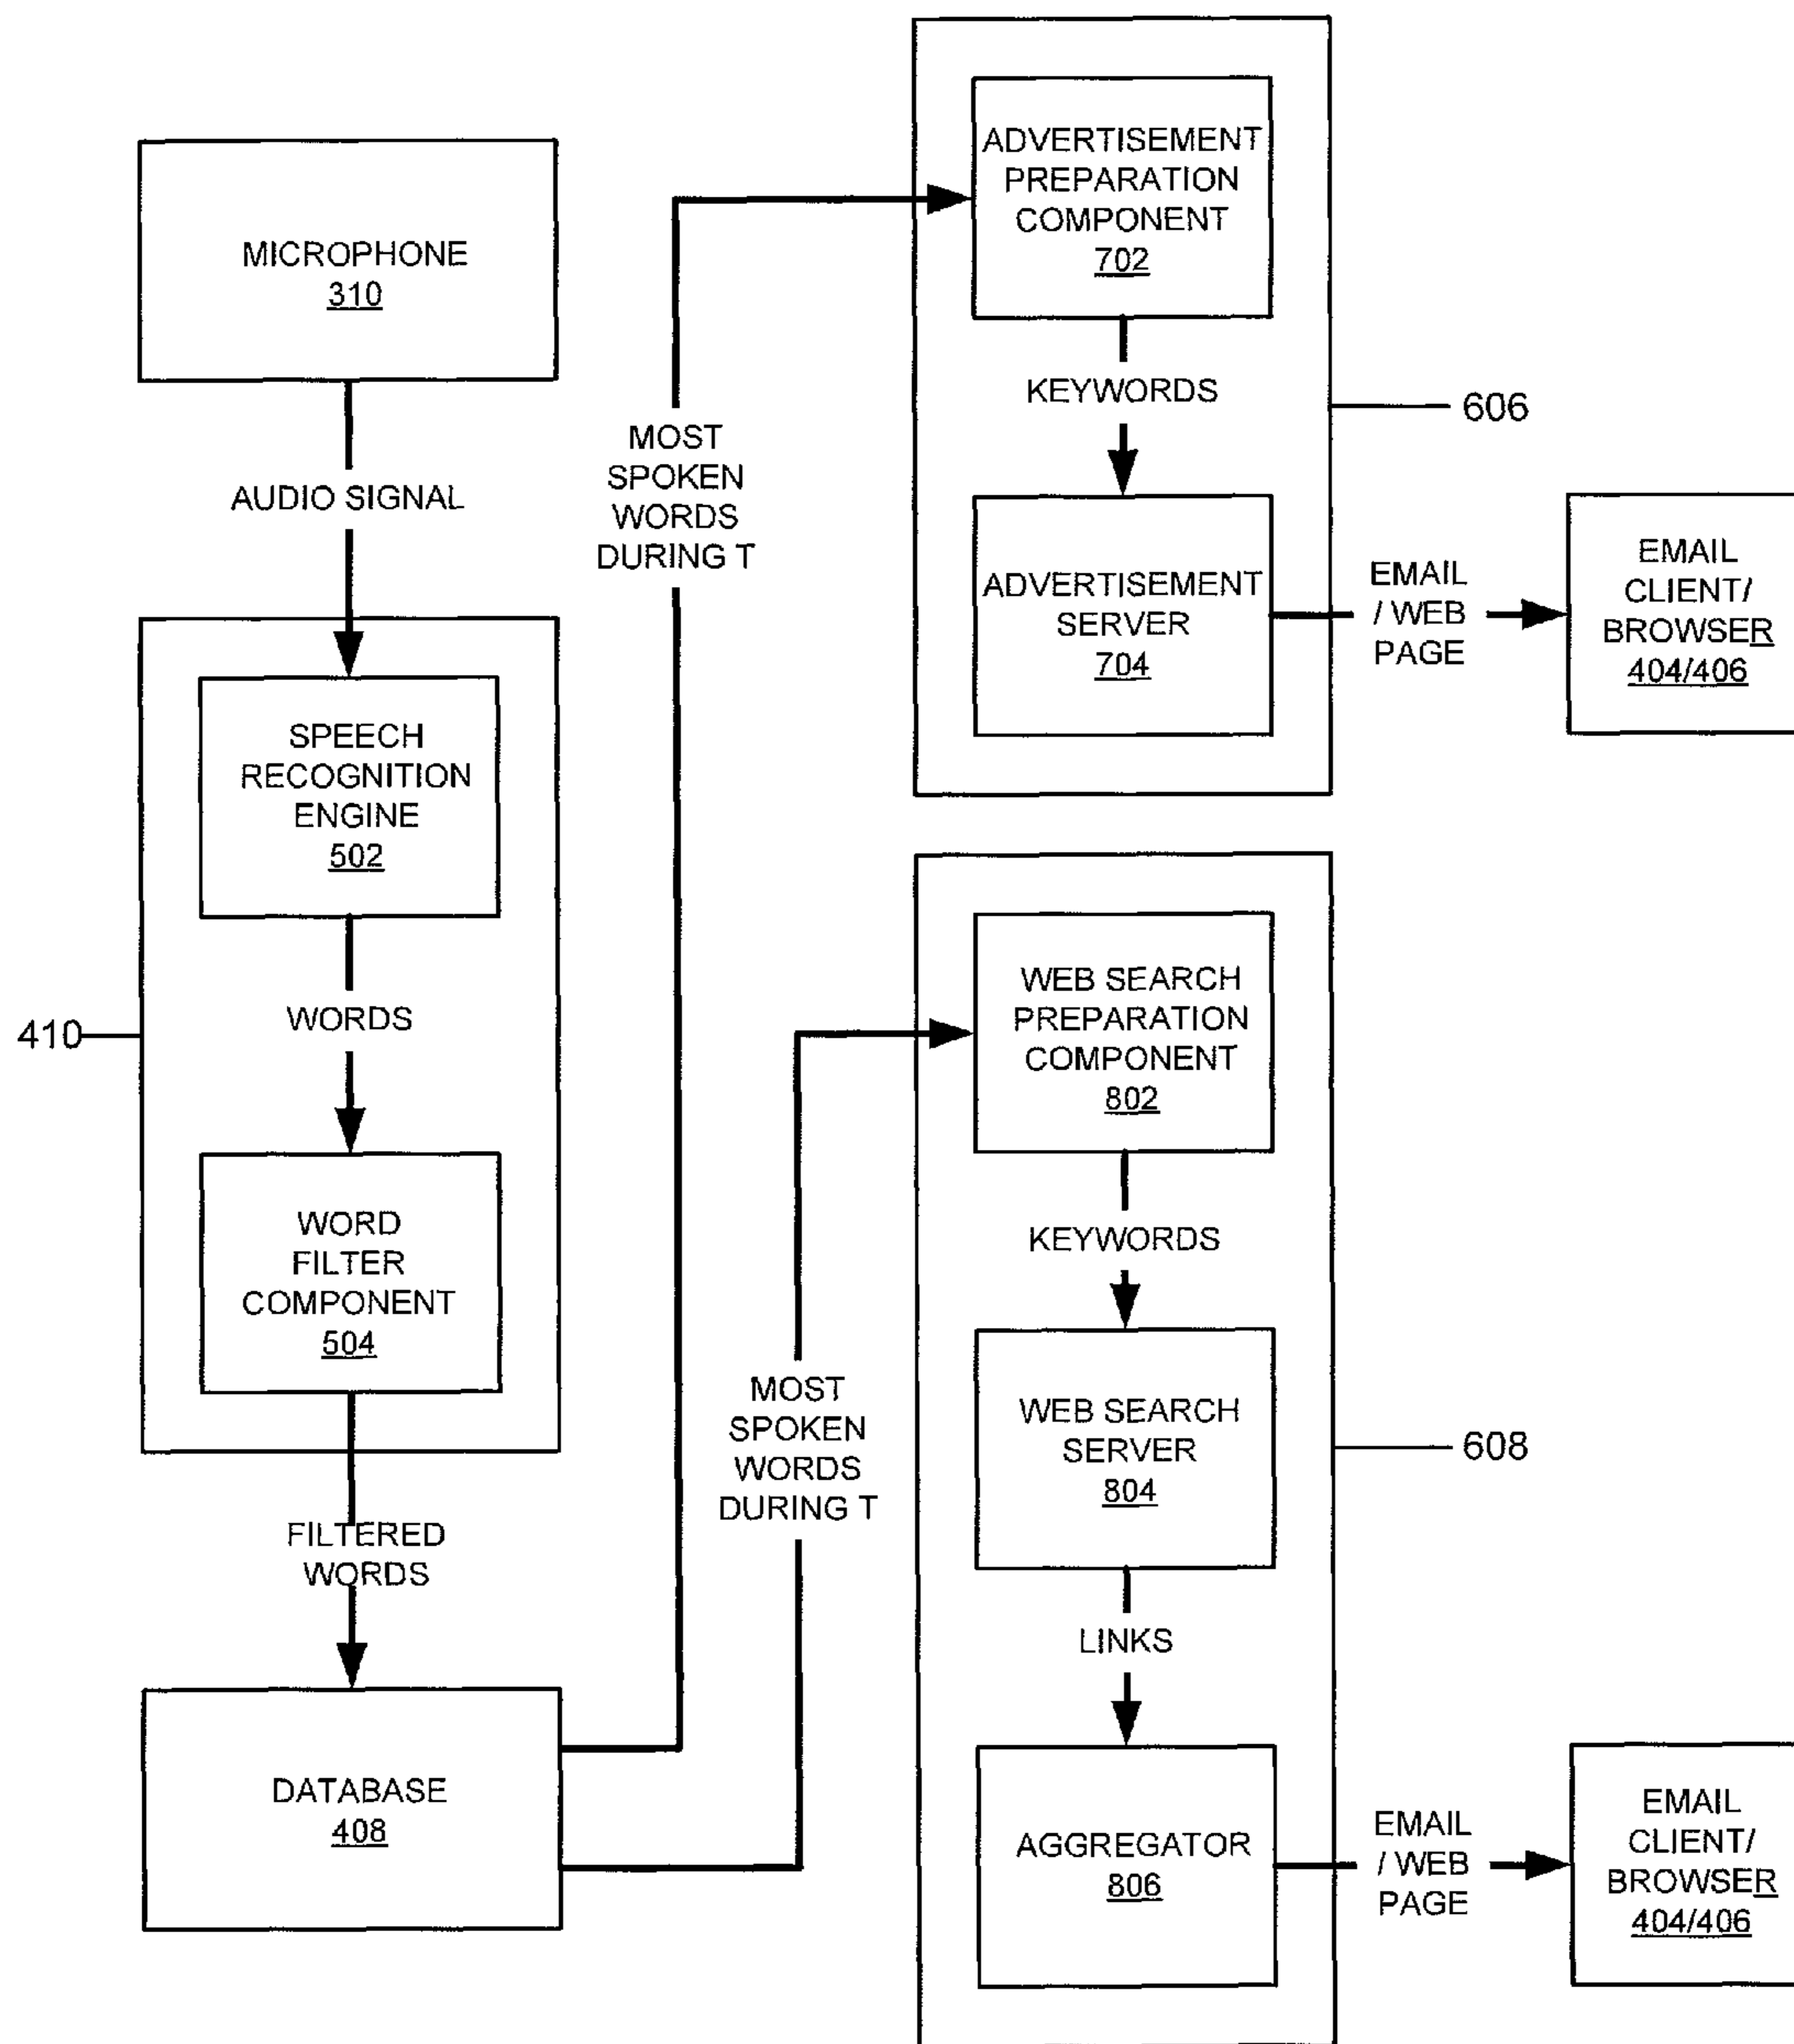 MICROPHONE
310
AUDIO SIGNAL
410
SPEECH
RECOGNITION
ENGINE
502
WORDS
WORD
FILTER
COMPONENT
504
FILTERED
WORDS
DATABASE
408
MOST
SPOKEN
WORDS
DURING T
MOST
SPOKEN
WORDS
DURING T
ADVERTISEMENT
PREPARATION
COMPONENT
702
KEYWORDS
606
ADVERTISEMENT
SERVER
704
EMAIL
/ WEB
PAGE
EMAIL
CLIENT/
BROWSER
404/406
WEB SEARCH
PREPARATION
COMPONENT
802
KEYWORDS
WEB SEARCH
SERVER
804
608
LINKS
AGGREGATOR
806
EMAIL
/ WEB
PAGE
EMAIL
CLIENT/
BROWSER
404/406